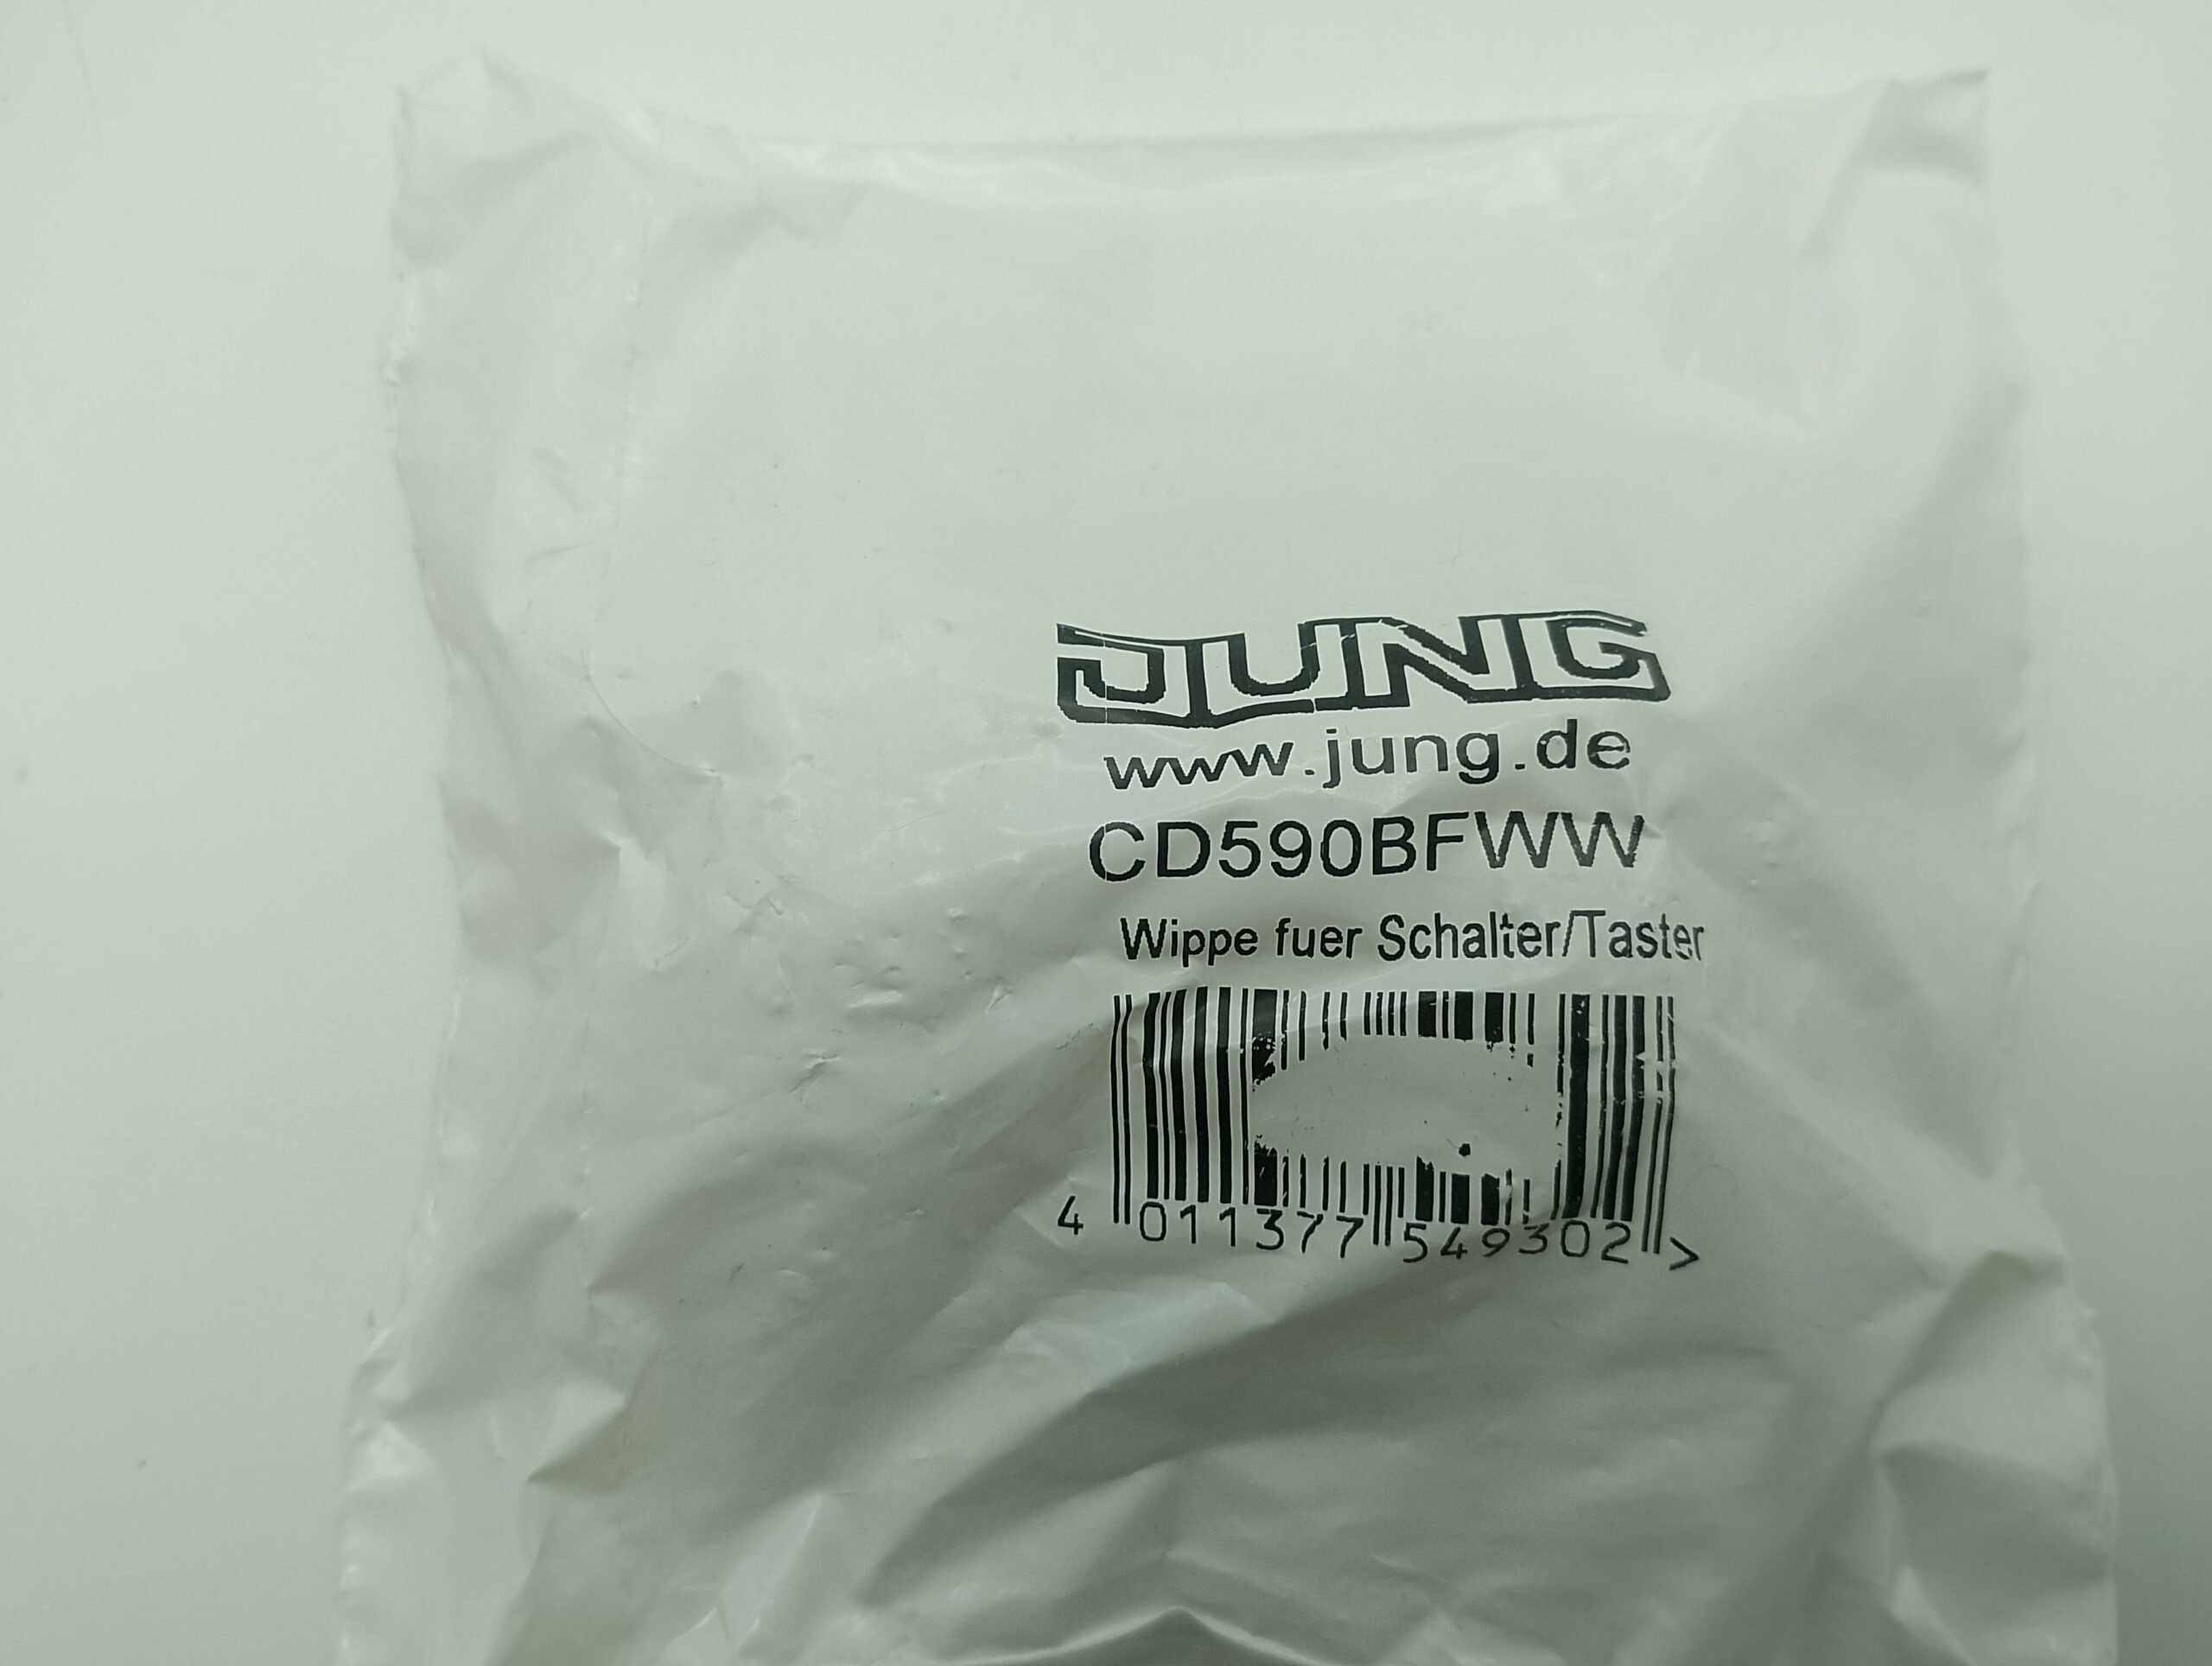 JUNG
www.jung.de
CD590BFWW
Wippe fuer Schalter/Taster
4 011377 549302 >